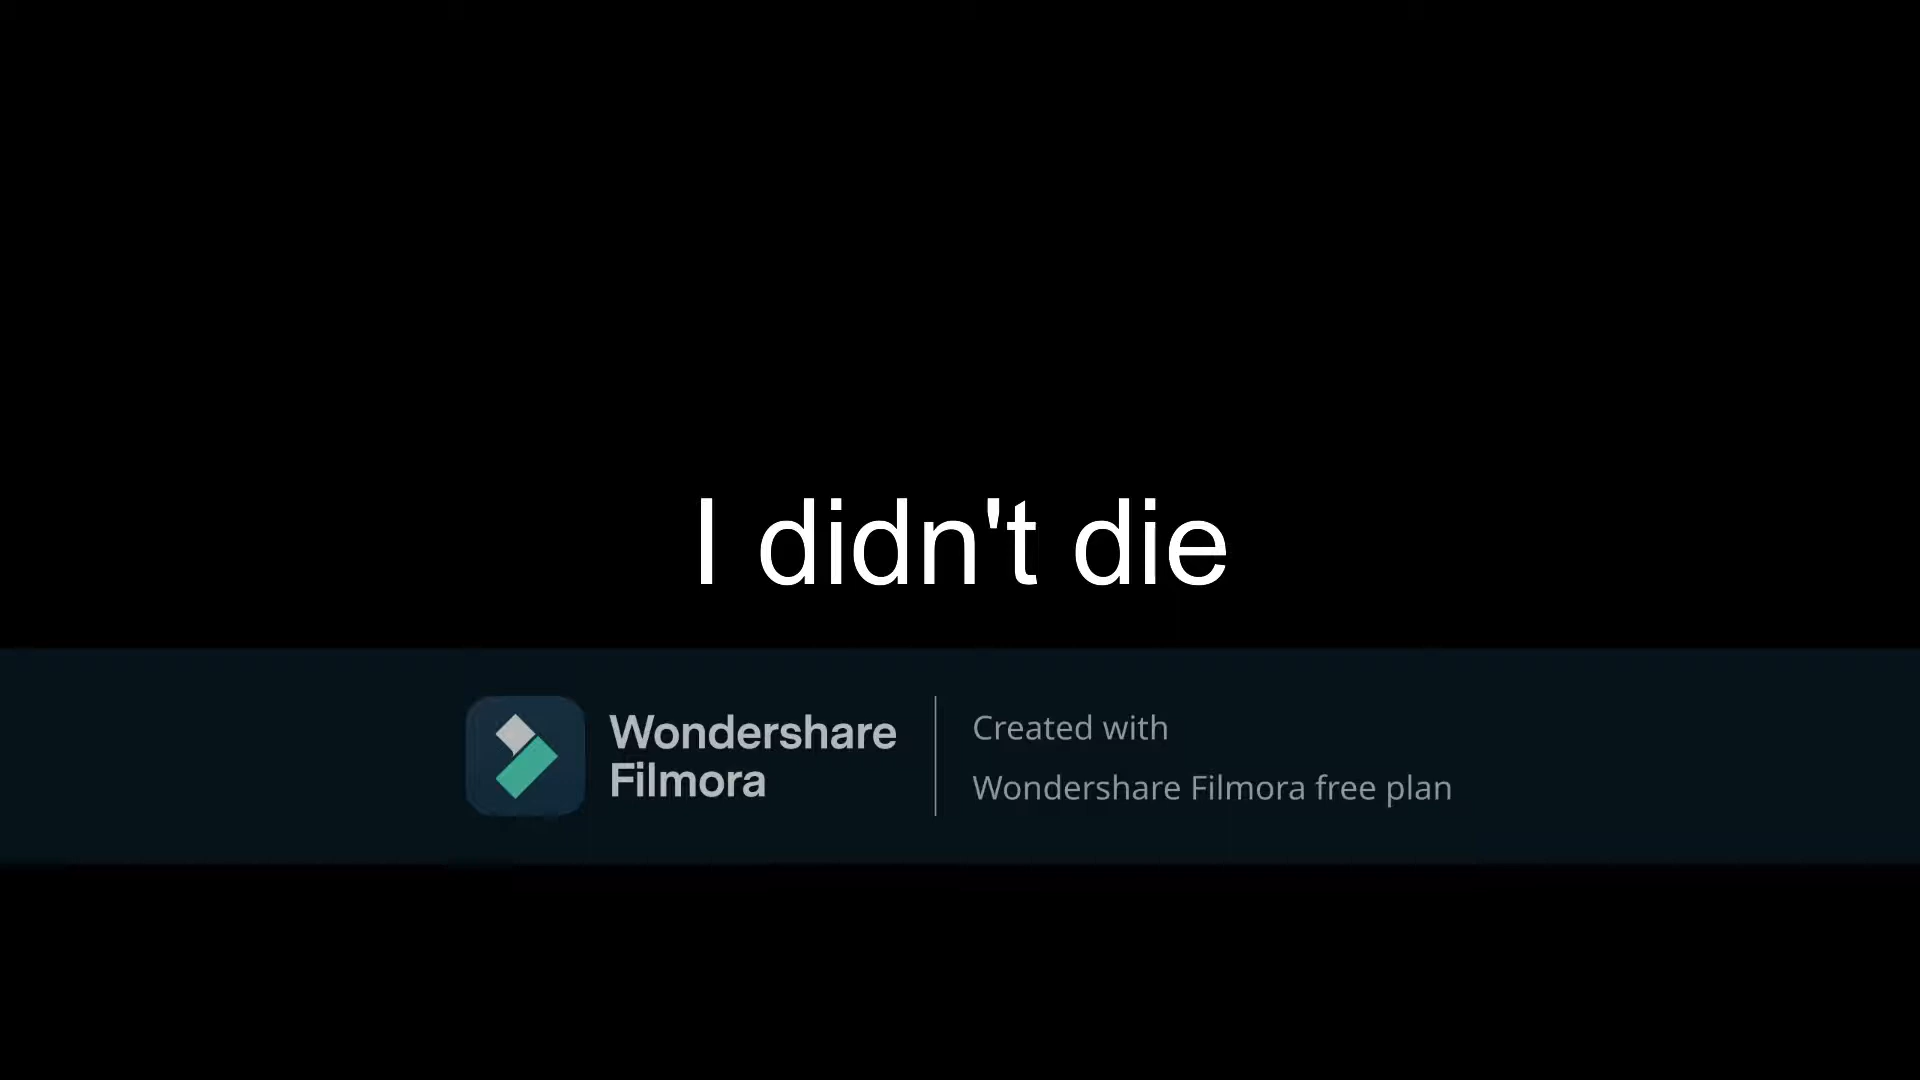 I didn't die
Wondershare
Filmora
Created with
Wondershare Filmora free plan